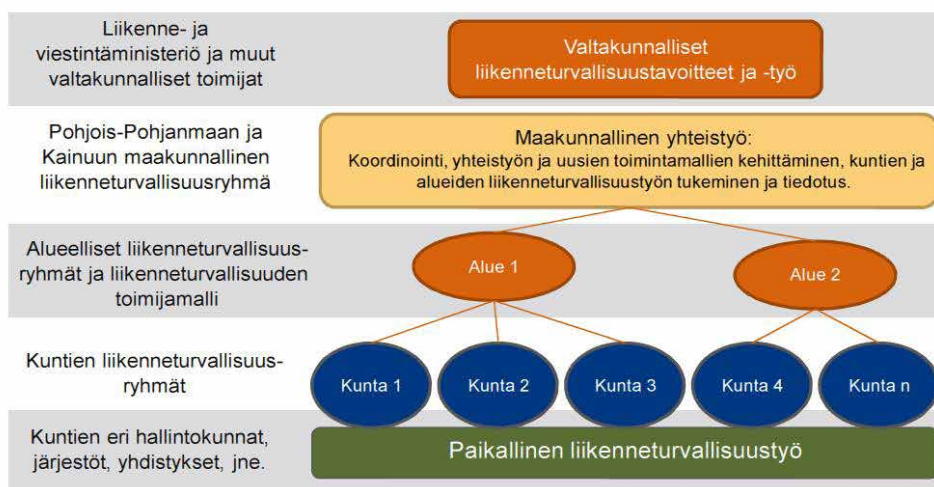 Liikenne- ja
viestintäministeriö ja muut
valtakunnalliset toimijat
Valtakunnalliset
liikenneturvallisuustavoitteet ja -työ
Pohjois-Pohjanmaan ja
Kainuun maakunnallinen
liikenneturvallisuusryhmä
Maakunnallinen yhteistyö:
Koordinointi, yhteistyön ja uusien toimintamallien kehittäminen, kuntien ja
alueiden liikenneturvallisuustyön tukeminen ja tiedotus.
Alueelliset liikenneturvallisuus-
ryhmät ja liikenneturvallisuuden
toimijamalli
Alue 1
Alue 2
Kuntien liikenneturvallisuus-
ryhmät
Kunta 1
Kunta 2
Kunta 3
Kunta 4
Kunta n
Kuntien eri hallintokunnat,
järjestöt, yhdistykset, jne.
Paikallinen liikenneturvallisuustyö